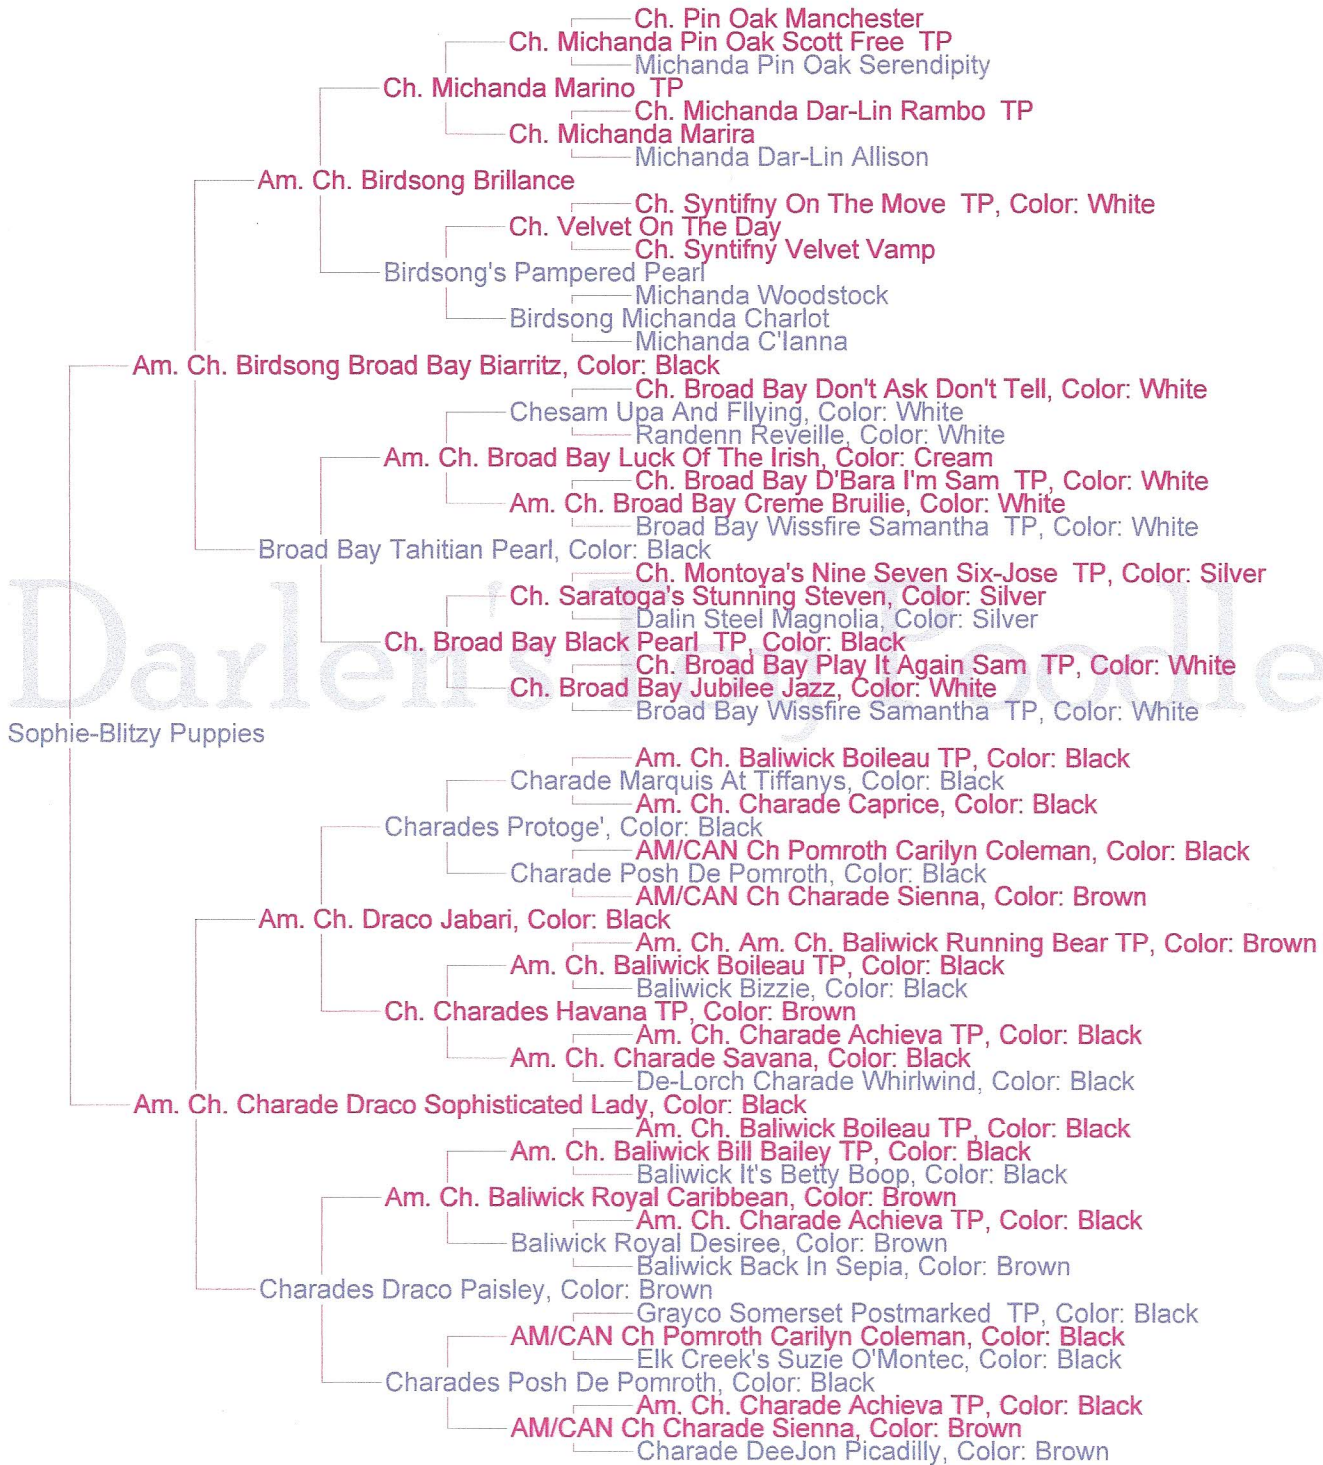 Ch. Pin Oak Manchester
Ch. Michanda Pin Oak Scott Free TP
Michanda Pin Oak Serendipity
Ch. Michanda Marino TP
Ch. Michanda Dar-Lin Rambo TP
Ch. Michanda Marira
Michanda Dar-Lin Allison
Am. Ch. Birdsong Brillance
Ch. Syntifny On The Move TP, Color: White
Ch. Velvet On The Day
Ch. Syntifny Velvet Vamp
Birdsong's Pampered Pearl
Michanda Woodstock
Birdsong Michanda Charlot
Michanda C'Ianna
Am. Ch. Birdsong Broad Bay Biarritz, Color: Black
Ch. Broad Bay Don't Ask Don't Tell, Color: White
Chesam Upa And Fllying, Color: White
Randenn Reveille, Color: White
Am. Ch. Broad Bay Luck Of The Irish, Color: Cream
Ch. Broad Bay D'Bara I'm Sam TP, Color: White
Am. Ch. Broad Bay Creme Bruilie, Color: White
Broad Bay Wissfire Samantha TP, Color: White
Broad Bay Tahitian Pearl, Color: Black
Ch. Montoya's Nine Seven Six-Jose TP, Color: Silver
Ch. Saratoga's Stunning Steven, Color: Silver
Dalin Steel Magnolia, Color: Silver
Ch. Broad Bay Black Pearl TP, Color: Black
Darlen's Toy Poodle
Ch. Broad Bay Play It Again Sam TP, Color: White
Ch. Broad Bay Jubilee Jazz, Color: White
Broad Bay Wissfire Samantha TP, Color: White
Sophie-Blitzy Puppies
Am. Ch. Baliwick Boileau TP, Color: Black
Charade Marquis At Tiffanys, Color: Black
Am. Ch. Charade Caprice, Color: Black
Charades Protoge', Color: Black
AM/CAN Ch Pomroth Carilyn Coleman, Color: Black
Charade Posh De Pomroth, Color: Black
AM/CAN Ch Charade Sienna, Color: Brown
Am. Ch. Draco Jabari, Color: Black
Am. Ch. Am. Ch. Baliwick Running Bear TP, Color: Brown
Am. Ch. Baliwick Boileau TP, Color: Black
Baliwick Bizzie, Color: Black
Ch. Charades Havana TP, Color: Brown
Am. Ch. Charade Achieva TP, Color: Black
Am. Ch. Charade Savana, Color: Black
De-Lorch Charade Whirlwind, Color: Black
Am. Ch. Charade Draco Sophisticated Lady, Color: Black
Am. Ch. Baliwick Boileau TP, Color: Black
Am. Ch. Baliwick Bill Bailey TP, Color: Black
Baliwick It's Betty Boop, Color: Black
Am. Ch. Baliwick Royal Caribbean, Color: Brown
Am. Ch. Charade Achieva TP, Color: Black
Baliwick Royal Desiree, Color: Brown
Baliwick Back In Sepia, Color: Brown
Charades Draco Paisley, Color: Brown
Grayco Somerset Postmarked TP, Color: Black
AM/CAN Ch Pomroth Carilyn Coleman, Color: Black
Elk Creek's Suzie O'Montec, Color: Black
Charades Posh De Pomroth, Color: Black
Am. Ch. Charade Achieva TP, Color: Black
AM/CAN Ch Charade Sienna, Color: Brown
Charade DeeJon Picadilly, Color: Brown